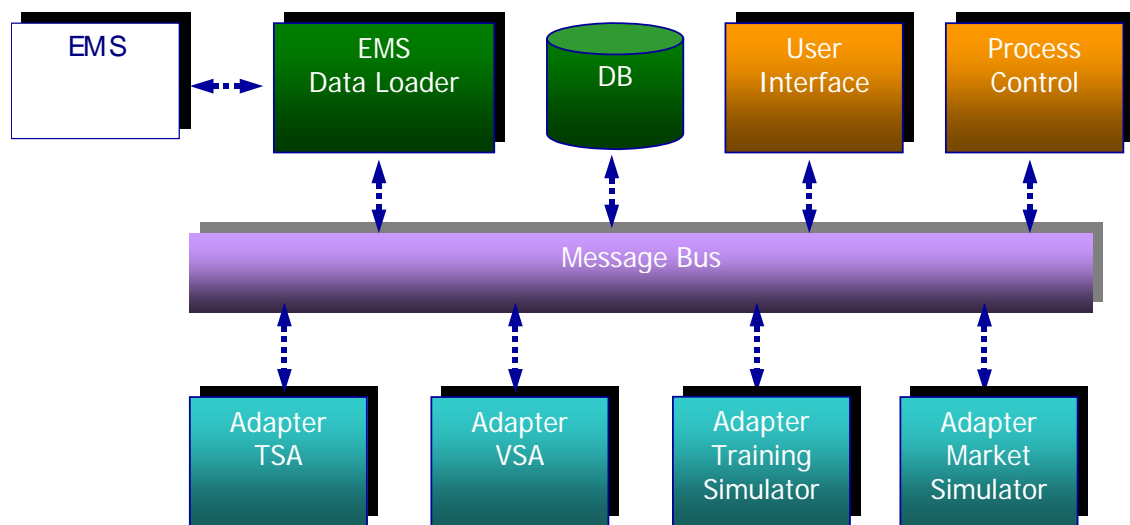 EMS
EMS
Data Loader
DB
User
Interface
Process
Control
Message Bus
Adapter
TSA
Adapter
VSA
Adapter
Training
Simulator
Adapter
Market
Simulator